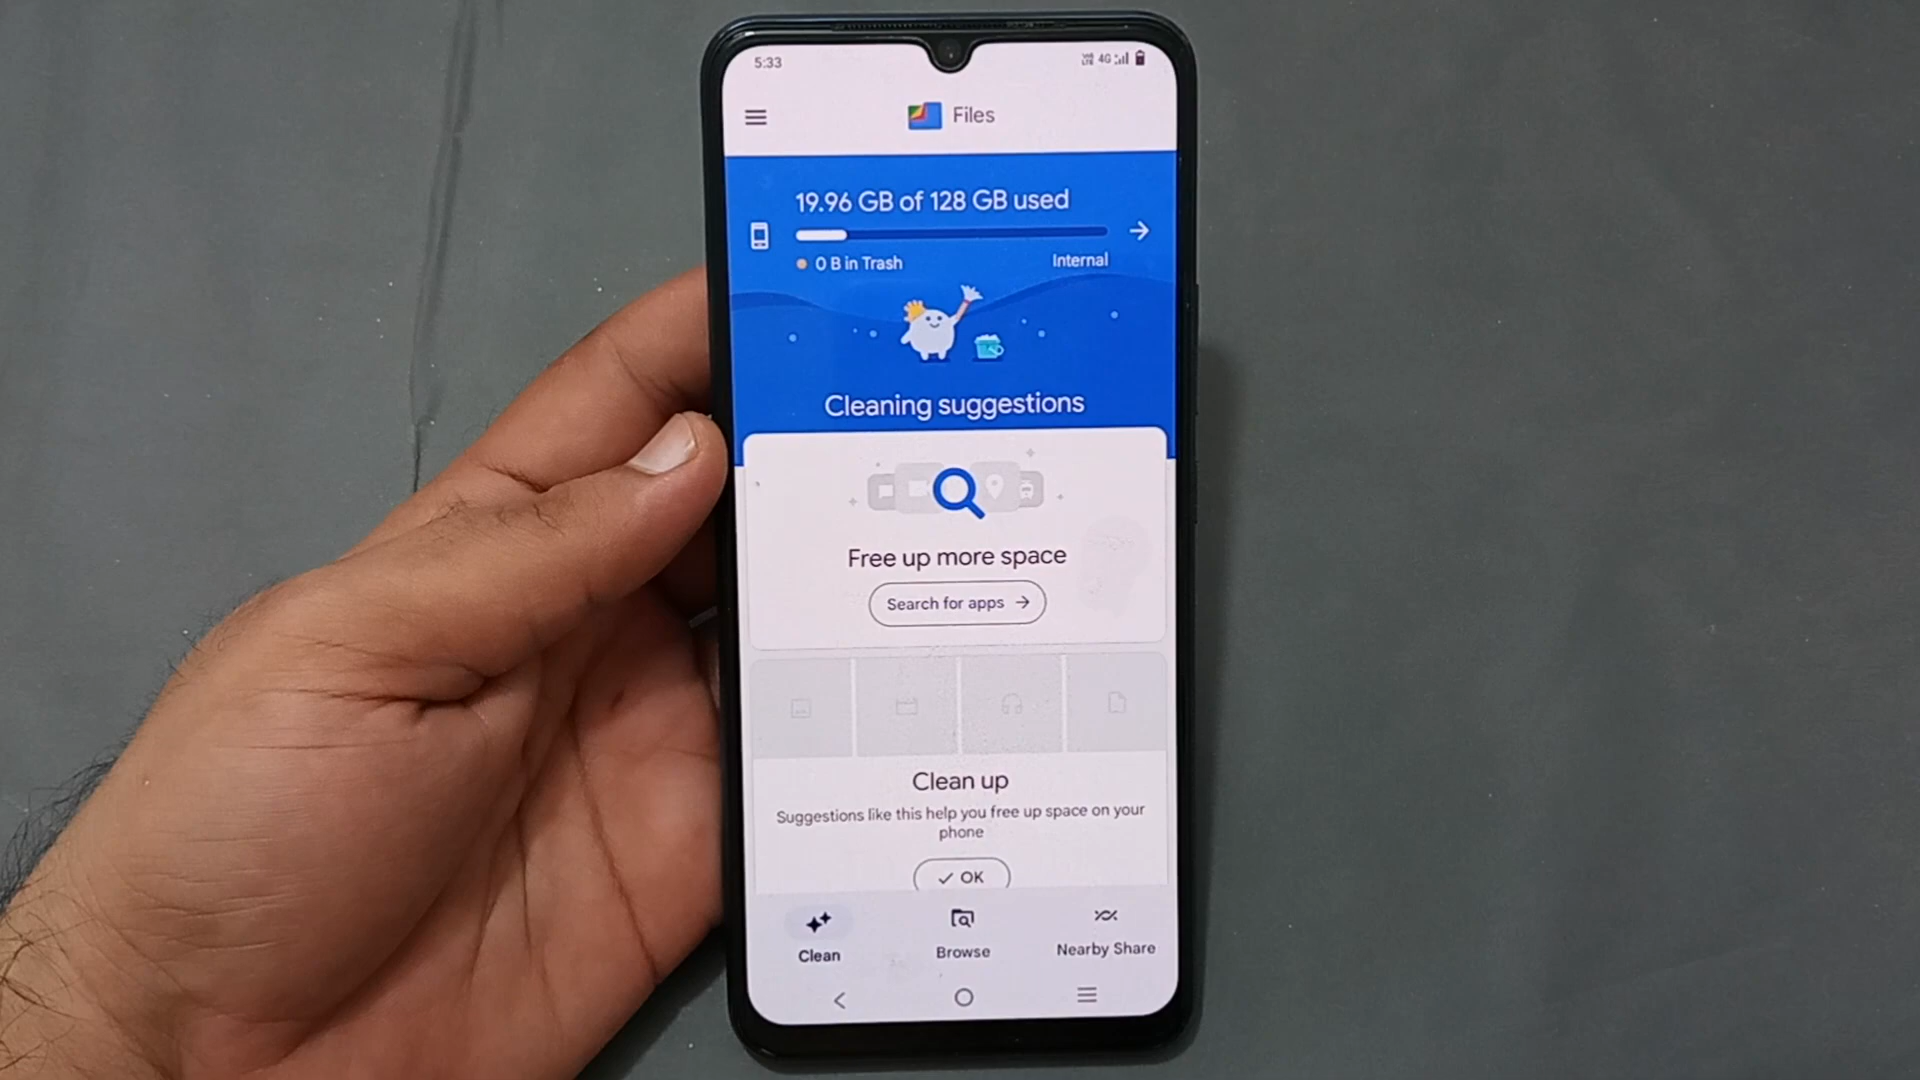 5:33
4G
Files
19.96 GB of 128 GB used
0 B in Trash
Internal
Cleaning suggestions
Free up more space
Search for apps
Clean up
Suggestions like this help you free up space on your
phone
OK
Clean
Browse
Nearby Share